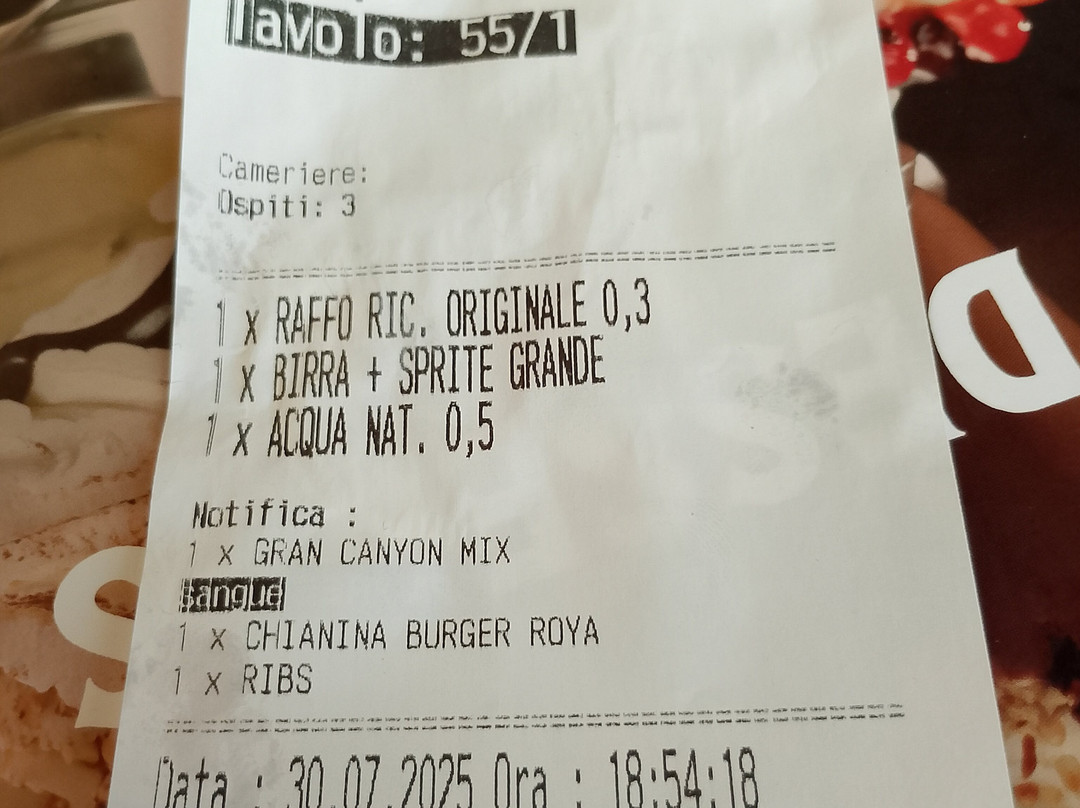 Tavolo: 55/1
Cameriere:
Ospiti: 3
1 x RAFFO RIC. ORIGINALE 0,3
1 x BIRRA + SPRITE GRANDE
1 x ACQUA NAT. 0,5
Notifica :
1 x GRAN CANYON MIX
sangue
1 x CHIANINA BURGER ROYA
1 x RIBS
Data : 30.07.2025 Ora : 18:54:18